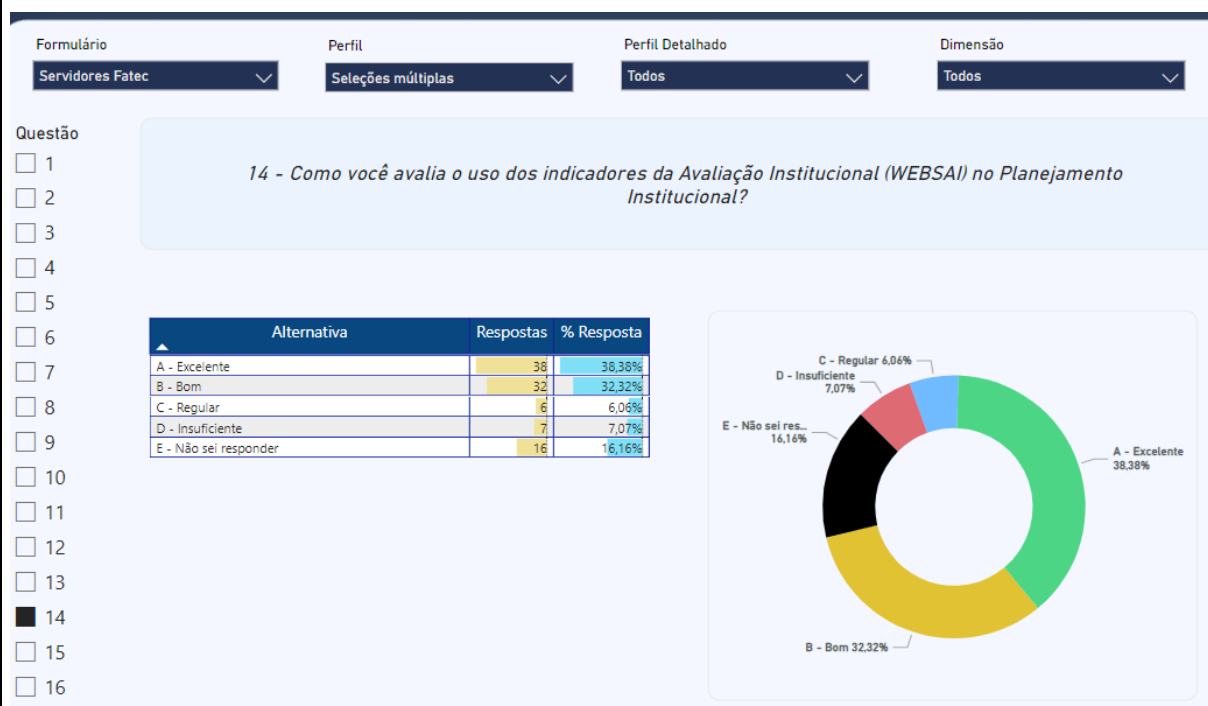 Formulário
Perfil
Perfil Detalhado
Dimensão
Servidores Fatec
Seleções múltiplas
Todos
Todos
Questão
1
2
3
4
5
6
7
8
9
10
11
12
13
14
15
16
14 - Como você avalia o uso dos indicadores da Avaliação Institucional (WEBSAI) no Planejamento
Institucional?
Alternativa Respostas % Resposta
A - Excelente 38 38,38%
B - Bom 32 32,32%
C - Regular 6 6,06%
D - Insuficiente 7 7,07%
E - Não sei responder 16 16,16%
C - Regular 6,06%
D - Insuficiente
7,07%
E - Não sei res...
16,16%
A - Excelente
38,38%
B - Bom 32,32%